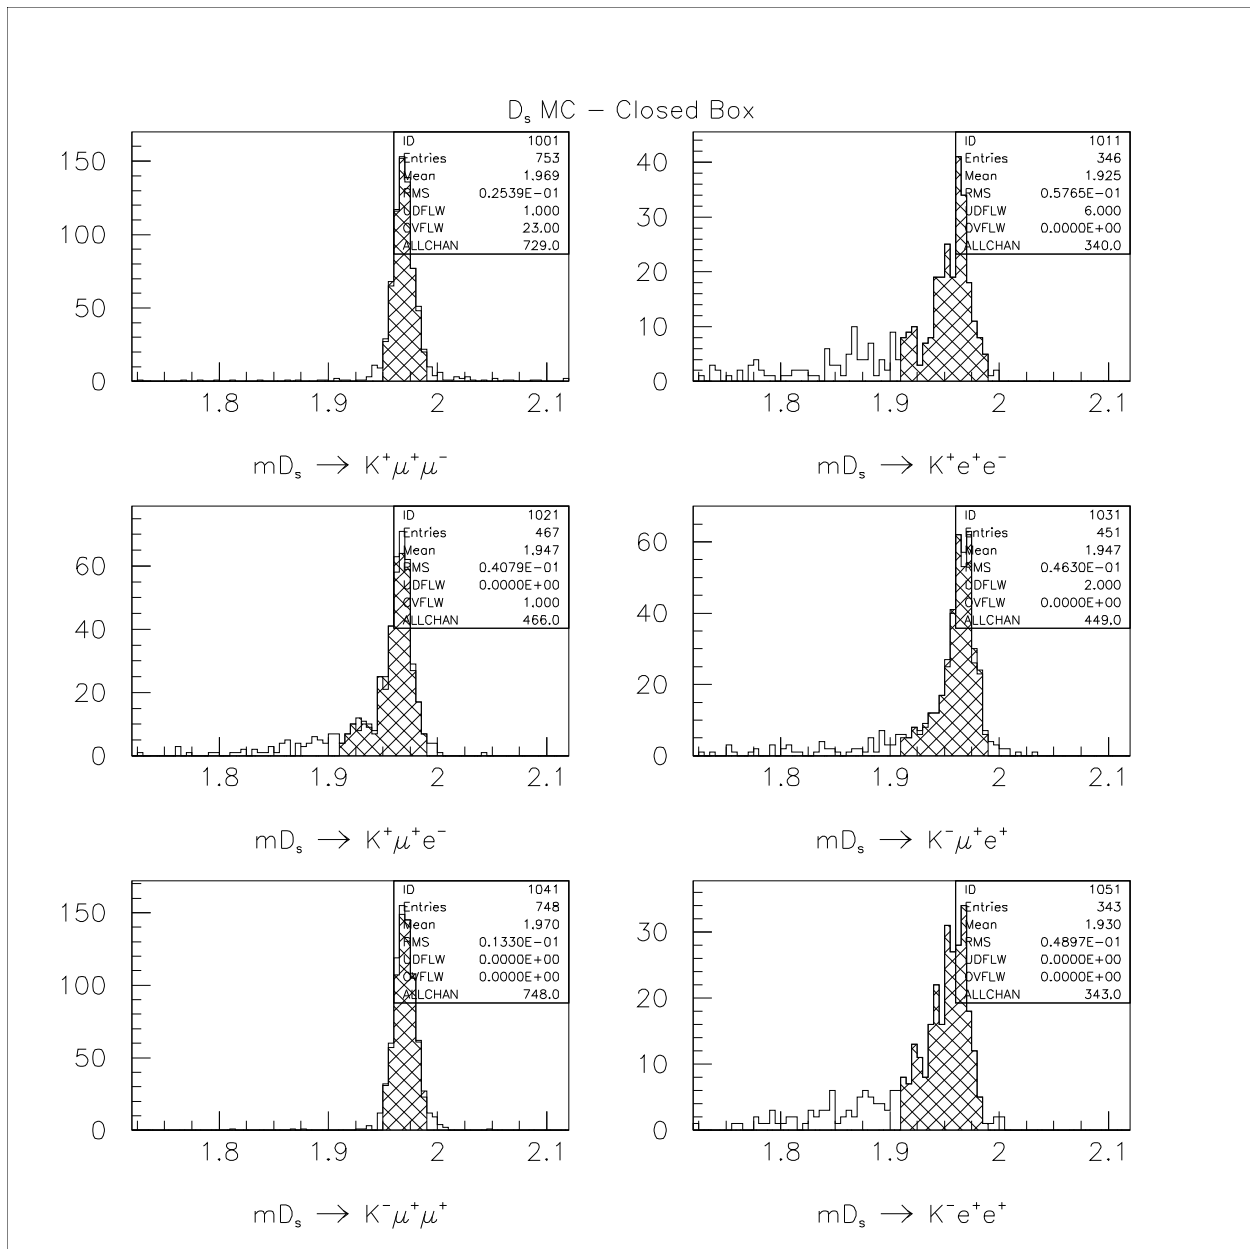 Dₛ MC − Closed Box
ID 1001
Entries 753
Mean 1.969
RMS 0.2539E−01
UDFLW 1.000
OVFLW 23.00
ALLCHAN 729.0
150
100
50
0
1.8 1.9 2 2.1
mDₛ → K⁺μ⁺μ⁻
ID 1011
Entries 346
Mean 1.925
RMS 0.5765E−01
UDFLW 6.000
OVFLW 0.0000E+00
ALLCHAN 340.0
40
30
20
10
0
1.8 1.9 2 2.1
mDₛ → K⁺e⁺e⁻
ID 1021
Entries 467
Mean 1.947
RMS 0.4079E−01
UDFLW 0.0000E+00
OVFLW 1.000
ALLCHAN 466.0
60
40
20
0
1.8 1.9 2 2.1
mDₛ → K⁺μ⁺e⁻
ID 1031
Entries 451
Mean 1.947
RMS 0.4630E−01
UDFLW 2.000
OVFLW 0.0000E+00
ALLCHAN 449.0
60
40
20
0
1.8 1.9 2 2.1
mDₛ → K⁻μ⁺e⁺
ID 1041
Entries 748
Mean 1.970
RMS 0.1330E−01
UDFLW 0.0000E+00
OVFLW 0.0000E+00
ALLCHAN 748.0
150
100
50
0
1.8 1.9 2 2.1
mDₛ → K⁻μ⁺μ⁺
ID 1051
Entries 343
Mean 1.930
RMS 0.4897E−01
UDFLW 0.0000E+00
OVFLW 0.0000E+00
ALLCHAN 343.0
30
20
10
0
1.8 1.9 2 2.1
mDₛ → K⁻e⁺e⁺